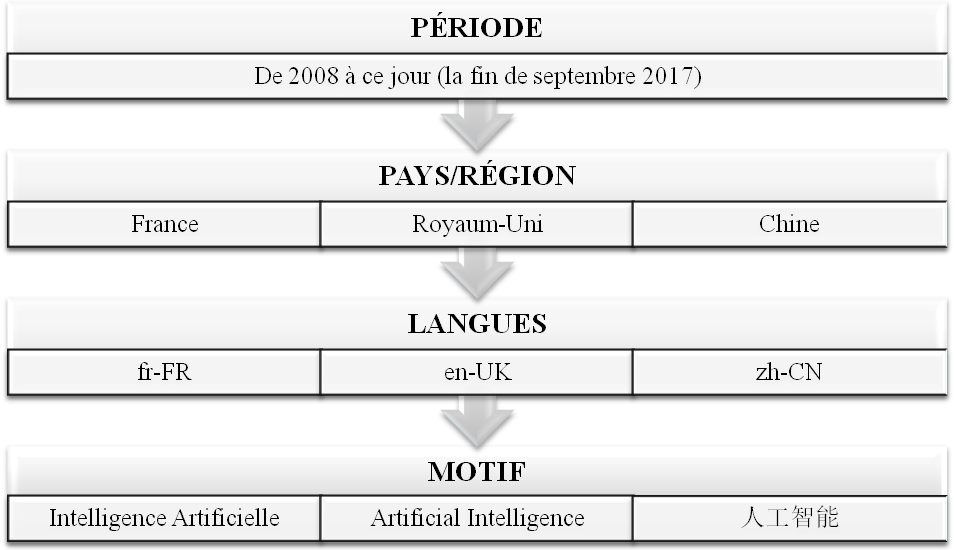 PÉRIODE
De 2008 à ce jour (la fin de septembre 2017)
PAYS/RÉGION
France Royaum-Uni Chine
LANGUES
fr-FR en-UK zh-CN
MOTIF
Intelligence Artificielle Artificial Intelligence 人工智能